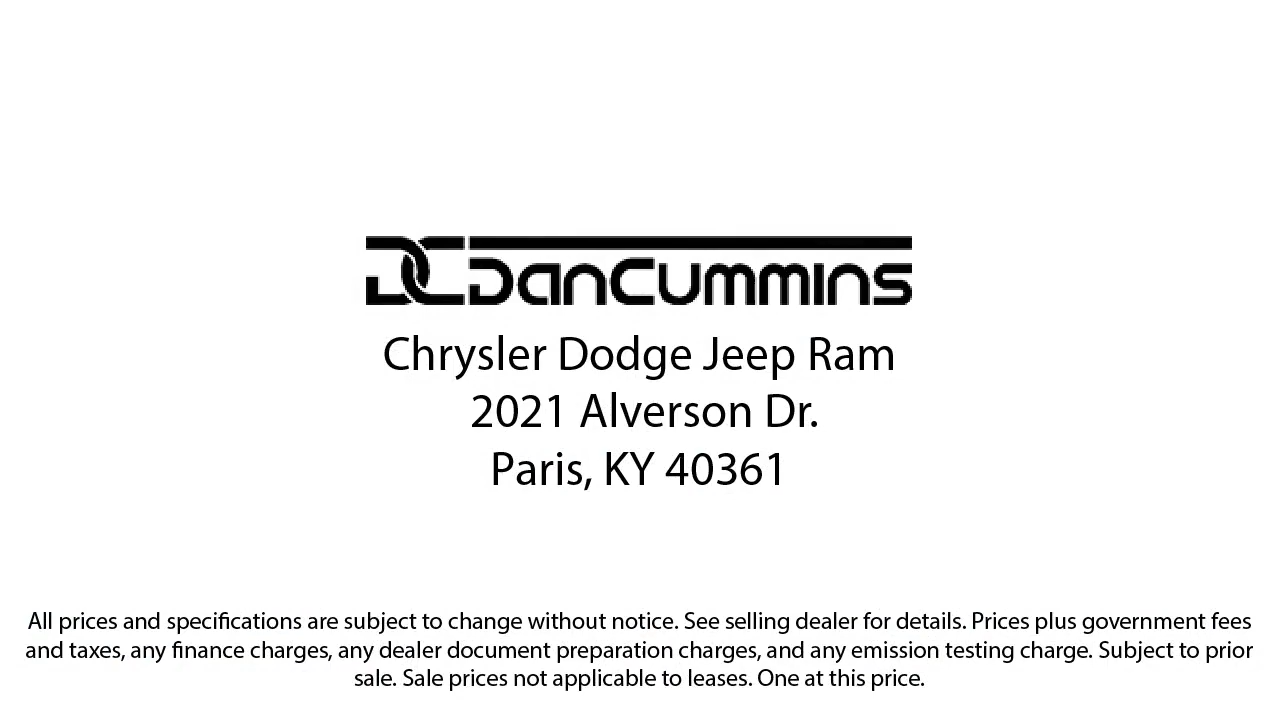 DC DanCummins
Chrysler Dodge Jeep Ram
2021 Alverson Dr.
Paris, KY 40361
All prices and specifications are subject to change without notice. See selling dealer for details. Prices plus government fees
and taxes, any finance charges, any dealer document preparation charges, and any emission testing charge. Subject to prior
sale. Sale prices not applicable to leases. One at this price.